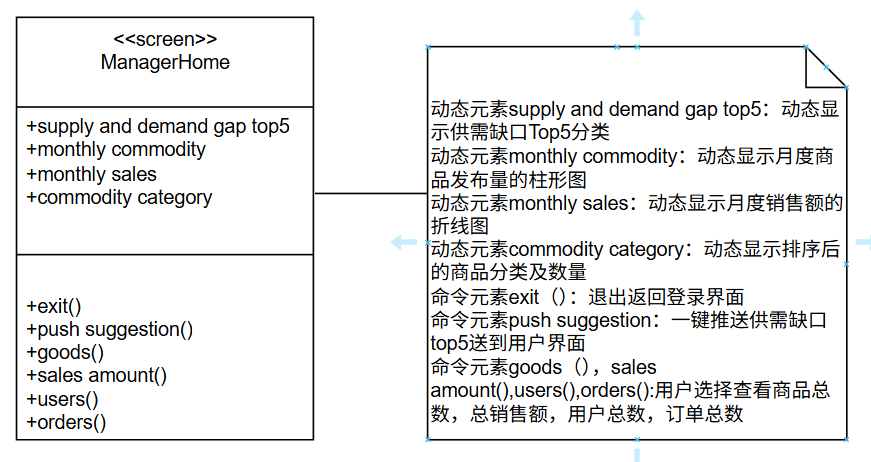 <<screen>>
ManagerHome
+supply and demand gap top5
+monthly commodity
+monthly sales
+commodity category
+exit()
+push suggestion()
+goods()
+sales amount()
+users()
+orders()
动态元素supply and demand gap top5：动态显
示供需缺口Top5分类
动态元素monthly commodity：动态显示月度商
品发布量的柱形图
动态元素monthly sales：动态显示月度销售额的
折线图
动态元素commodity category：动态显示排序后
的商品分类及数量
命令元素exit（）：退出返回登录界面
命令元素push suggestion：一键推送供需缺口
top5送到用户界面
命令元素goods（），sales
amount(),users(),orders():用户选择查看商品总
数，总销售额，用户总数，订单总数